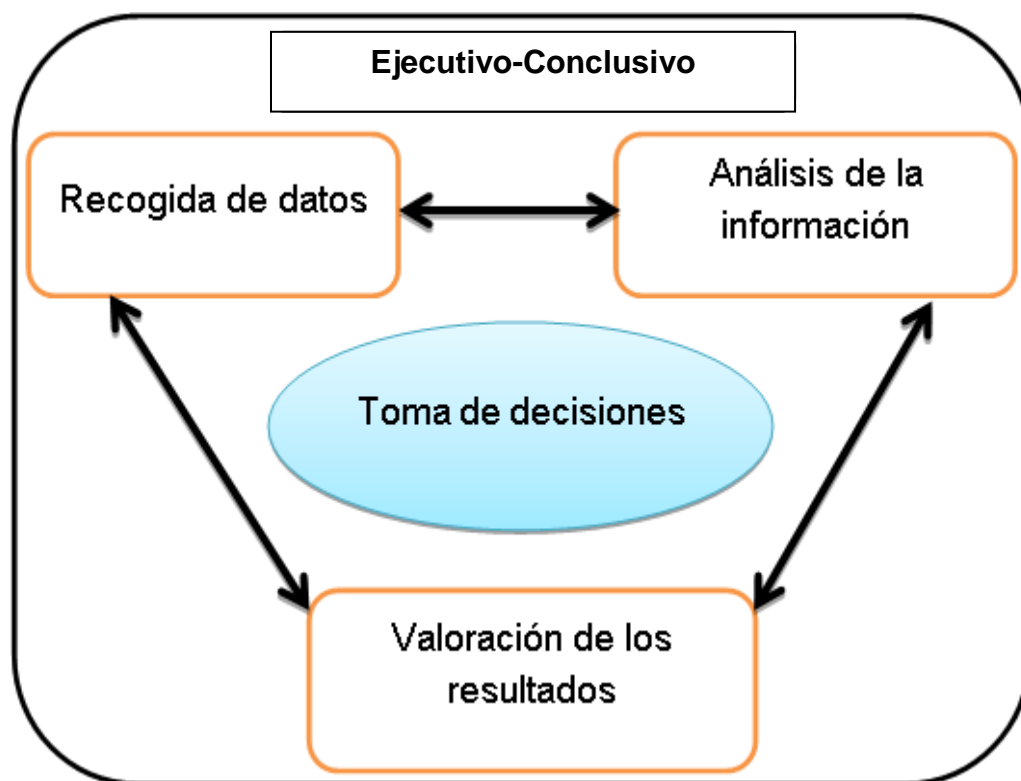 Ejecutivo-Conclusivo
Recogida de datos
Análisis de la
información
Toma de decisiones
Valoración de los
resultados